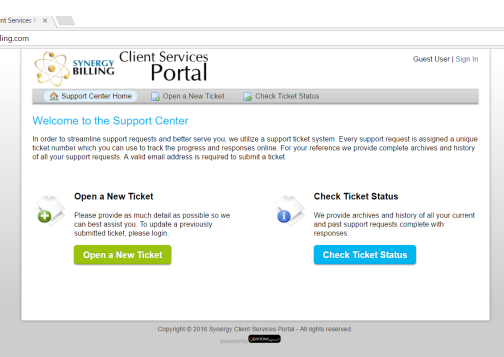 nt Services P ×
ling.com
SYNERGY
BILLING
Client Services
Portal
Guest User | Sign In
Support Center Home
Open a New Ticket
Check Ticket Status
Welcome to the Support Center
In order to streamline support requests and better serve you, we utilize a support ticket system. Every support request is assigned a unique
ticket number which you can use to track the progress and responses online. For your reference we provide complete archives and history
of all your support requests. A valid email address is required to submit a ticket.
Open a New Ticket
Please provide as much detail as possible so we
can best assist you. To update a previously
submitted ticket, please login.
Open a New Ticket
Check Ticket Status
We provide archives and history of all your current
and past support requests complete with
responses.
Check Ticket Status
Copyright © 2016 Synergy Client Services Portal - All rights reserved.
powered by